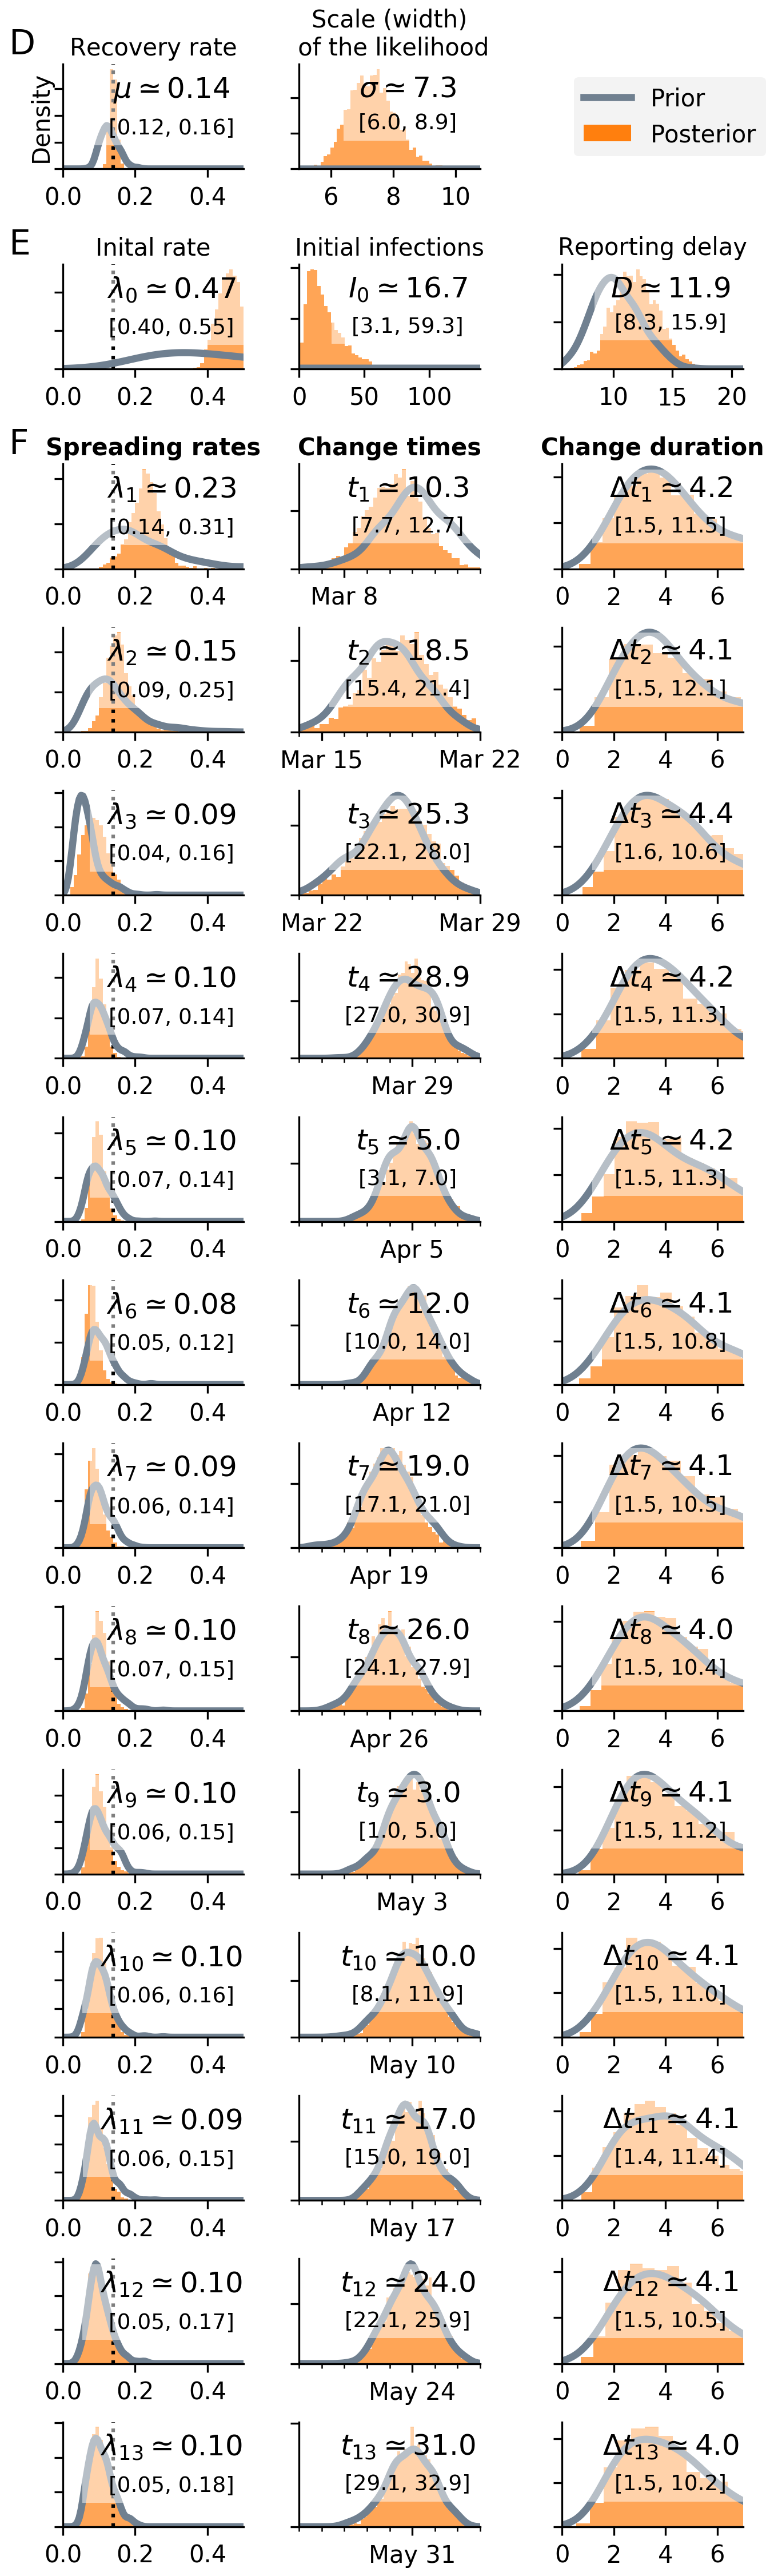 D
Recovery rate
Scale (width)
of the likelihood
Density
μ ≃ 0.14
[0.12, 0.16]
0.0 0.2 0.4
σ ≃ 7.3
[6.0, 8.9]
6 8 10
Prior
Posterior
E
Inital rate
Initial infections
Reporting delay
λ0 ≃ 0.47
[0.40, 0.55]
0.0 0.2 0.4
I0 ≃ 16.7
[3.1, 59.3]
0 50 100
D ≃ 11.9
[8.3, 15.9]
10 15 20
F
Spreading rates
Change times
Change duration
λ1 ≃ 0.23
[0.14, 0.31]
0.0 0.2 0.4
t1 ≃ 10.3
[7.7, 12.7]
Mar 8
Δt1 ≃ 4.2
[1.5, 11.5]
0 2 4 6
λ2 ≃ 0.15
[0.09, 0.25]
0.0 0.2 0.4
t2 ≃ 18.5
[15.4, 21.4]
Mar 15 Mar 22
Δt2 ≃ 4.1
[1.5, 12.1]
0 2 4 6
λ3 ≃ 0.09
[0.04, 0.16]
0.0 0.2 0.4
t3 ≃ 25.3
[22.1, 28.0]
Mar 22 Mar 29
Δt3 ≃ 4.4
[1.6, 10.6]
0 2 4 6
λ4 ≃ 0.10
[0.07, 0.14]
0.0 0.2 0.4
t4 ≃ 28.9
[27.0, 30.9]
Mar 29
Δt4 ≃ 4.2
[1.5, 11.3]
0 2 4 6
λ5 ≃ 0.10
[0.07, 0.14]
0.0 0.2 0.4
t5 ≃ 5.0
[3.1, 7.0]
Apr 5
Δt5 ≃ 4.2
[1.5, 11.3]
0 2 4 6
λ6 ≃ 0.08
[0.05, 0.12]
0.0 0.2 0.4
t6 ≃ 12.0
[10.0, 14.0]
Apr 12
Δt6 ≃ 4.1
[1.5, 10.8]
0 2 4 6
λ7 ≃ 0.09
[0.06, 0.14]
0.0 0.2 0.4
t7 ≃ 19.0
[17.1, 21.0]
Apr 19
Δt7 ≃ 4.1
[1.5, 10.5]
0 2 4 6
λ8 ≃ 0.10
[0.07, 0.15]
0.0 0.2 0.4
t8 ≃ 26.0
[24.1, 27.9]
Apr 26
Δt8 ≃ 4.0
[1.5, 10.4]
0 2 4 6
λ9 ≃ 0.10
[0.06, 0.15]
0.0 0.2 0.4
t9 ≃ 3.0
[1.0, 5.0]
May 3
Δt9 ≃ 4.1
[1.5, 11.2]
0 2 4 6
λ10 ≃ 0.10
[0.06, 0.16]
0.0 0.2 0.4
t10 ≃ 10.0
[8.1, 11.9]
May 10
Δt10 ≃ 4.1
[1.5, 11.0]
0 2 4 6
λ11 ≃ 0.09
[0.06, 0.15]
0.0 0.2 0.4
t11 ≃ 17.0
[15.0, 19.0]
May 17
Δt11 ≃ 4.1
[1.4, 11.4]
0 2 4 6
λ12 ≃ 0.10
[0.05, 0.17]
0.0 0.2 0.4
t12 ≃ 24.0
[22.1, 25.9]
May 24
Δt12 ≃ 4.1
[1.5, 10.5]
0 2 4 6
λ13 ≃ 0.10
[0.05, 0.18]
0.0 0.2 0.4
t13 ≃ 31.0
[29.1, 32.9]
May 31
Δt13 ≃ 4.0
[1.5, 10.2]
0 2 4 6